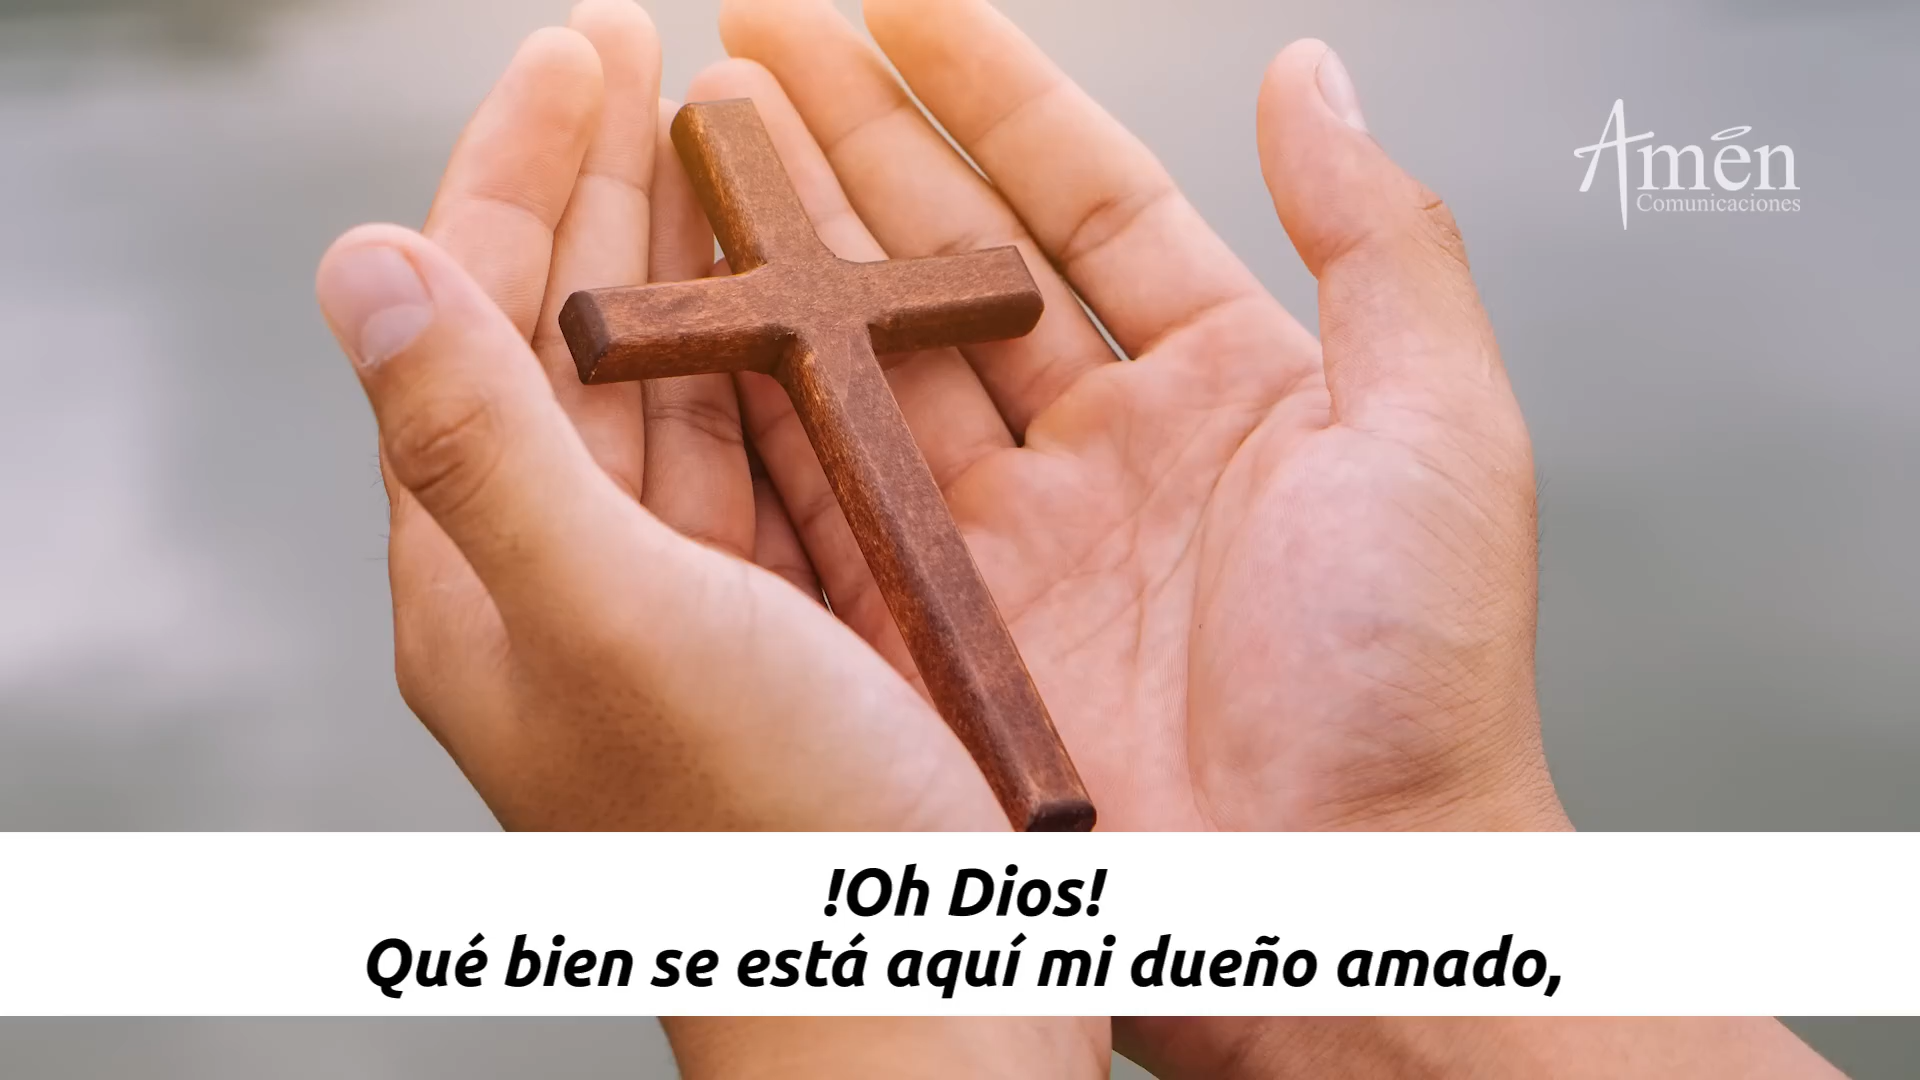 Amén
Comunicaciones
!Oh Dios!
Qué bien se está aquí mi dueño amado,